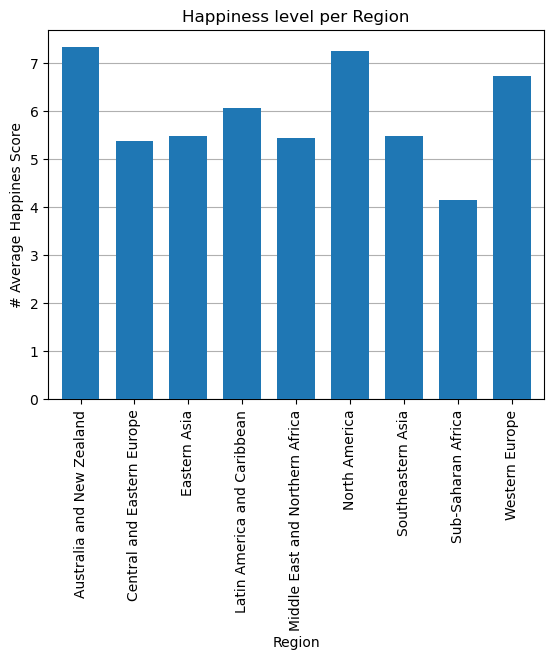 Happiness level per Region
# Average Happines Score
7
6
5
4
3
2
1
0
Australia and New Zealand
Central and Eastern Europe
Eastern Asia
Latin America and Caribbean
Middle East and Northern Africa
North America
Southeastern Asia
Sub-Saharan Africa
Western Europe
Region